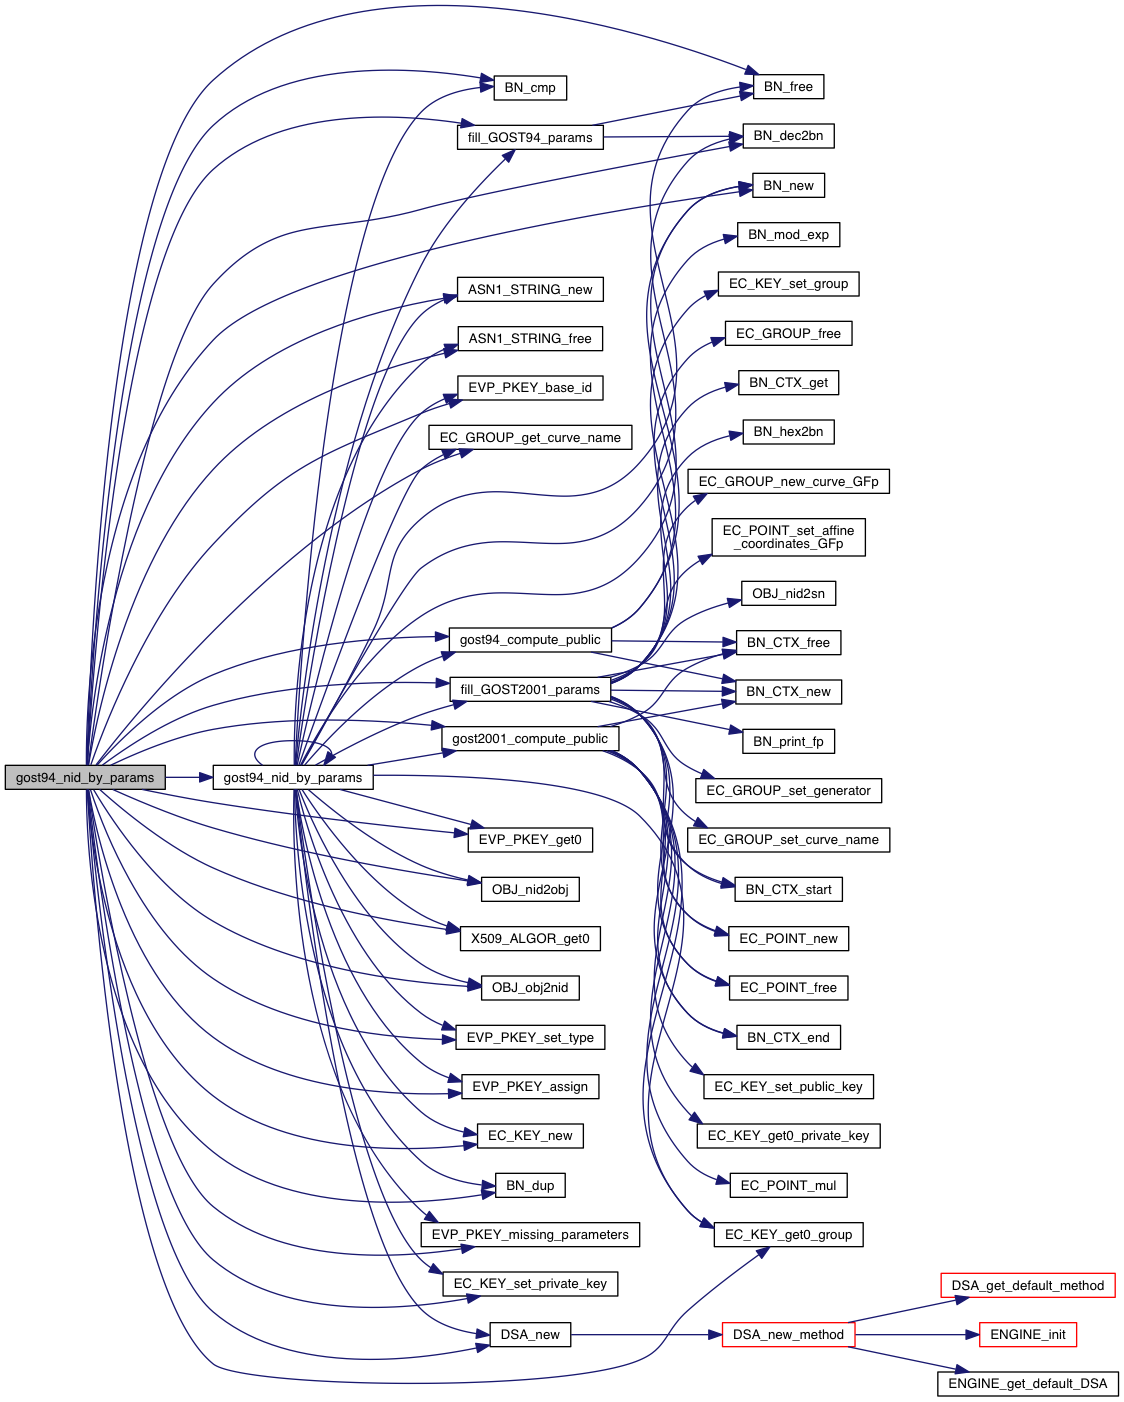 gost94_nid_by_params
gost94_nid_by_params
BN_cmp
fill_GOST94_params
ASN1_STRING_new
ASN1_STRING_free
EVP_PKEY_base_id
EC_GROUP_get_curve_name
gost94_compute_public
fill_GOST2001_params
gost2001_compute_public
EVP_PKEY_get0
OBJ_nid2obj
X509_ALGOR_get0
OBJ_obj2nid
EVP_PKEY_set_type
EVP_PKEY_assign
EC_KEY_new
BN_dup
EVP_PKEY_missing_parameters
EC_KEY_set_private_key
DSA_new
BN_free
BN_dec2bn
BN_new
BN_mod_exp
EC_KEY_set_group
EC_GROUP_free
BN_CTX_get
BN_hex2bn
EC_GROUP_new_curve_GFp
EC_POINT_set_affine
_coordinates_GFp
OBJ_nid2sn
BN_CTX_free
BN_CTX_new
BN_print_fp
EC_GROUP_set_generator
EC_GROUP_set_curve_name
BN_CTX_start
EC_POINT_new
EC_POINT_free
BN_CTX_end
EC_KEY_set_public_key
EC_KEY_get0_private_key
EC_POINT_mul
EC_KEY_get0_group
DSA_new_method
DSA_get_default_method
ENGINE_init
ENGINE_get_default_DSA